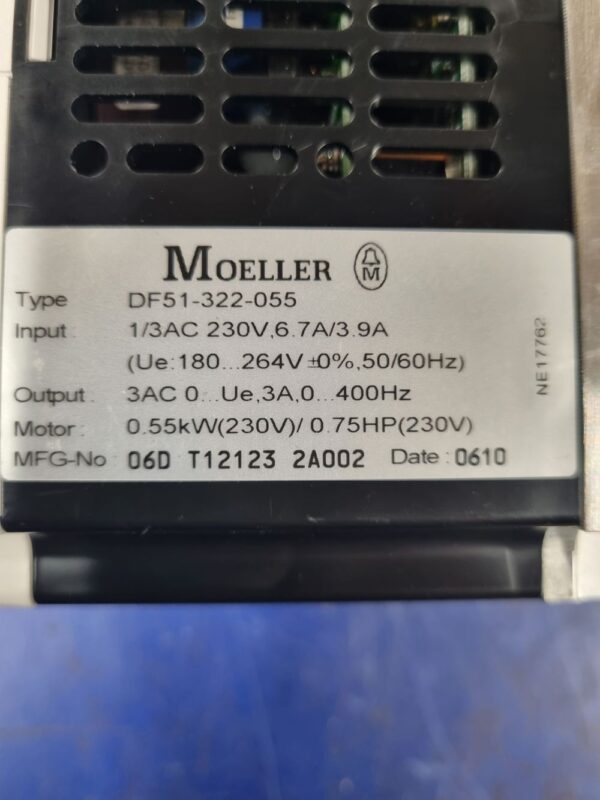 MOELLER M
Type DF51-322-055
Input : 1/3AC 230V,6.7A/3.9A
(Ue:180...264V ±0%,50/60Hz)
Output : 3AC 0...Ue,3A,0...400Hz
Motor : 0.55kW(230V)/ 0.75HP(230V)
MFG-No 06D T12123 2A002 Date : 0610
NE17762